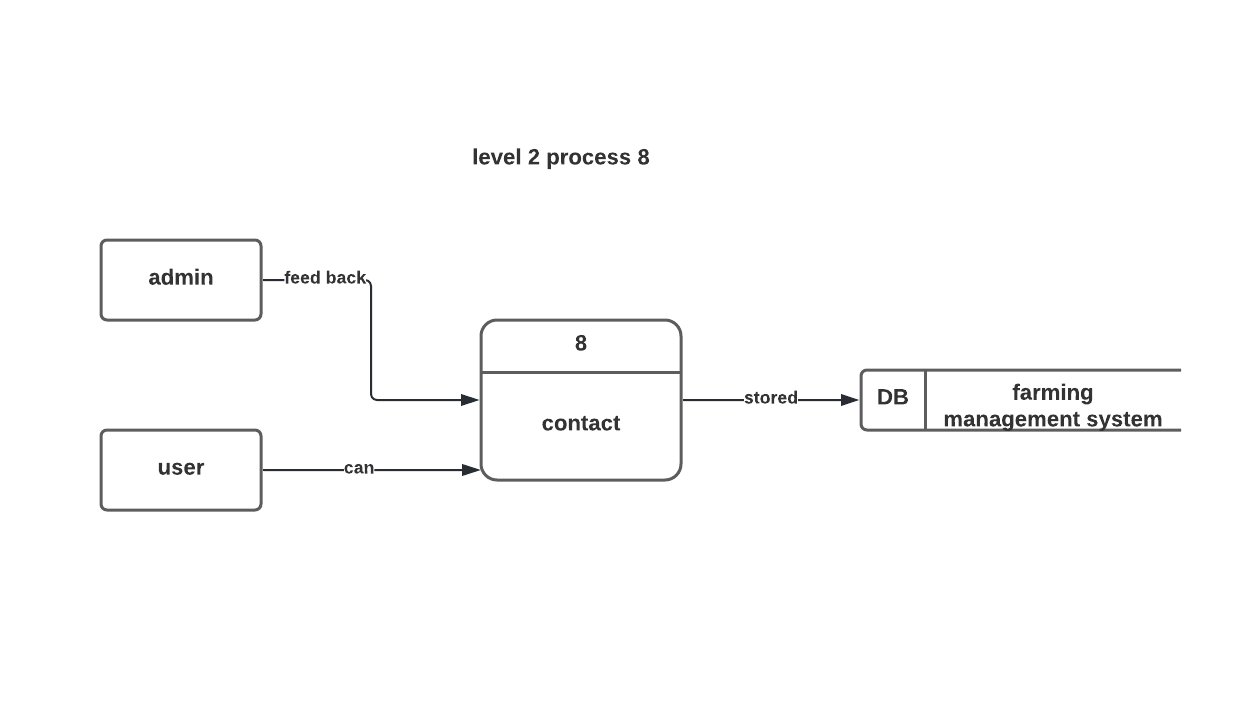 level 2 process 8
admin
feed back
8
contact
stored
DB
farming
management system
user
can